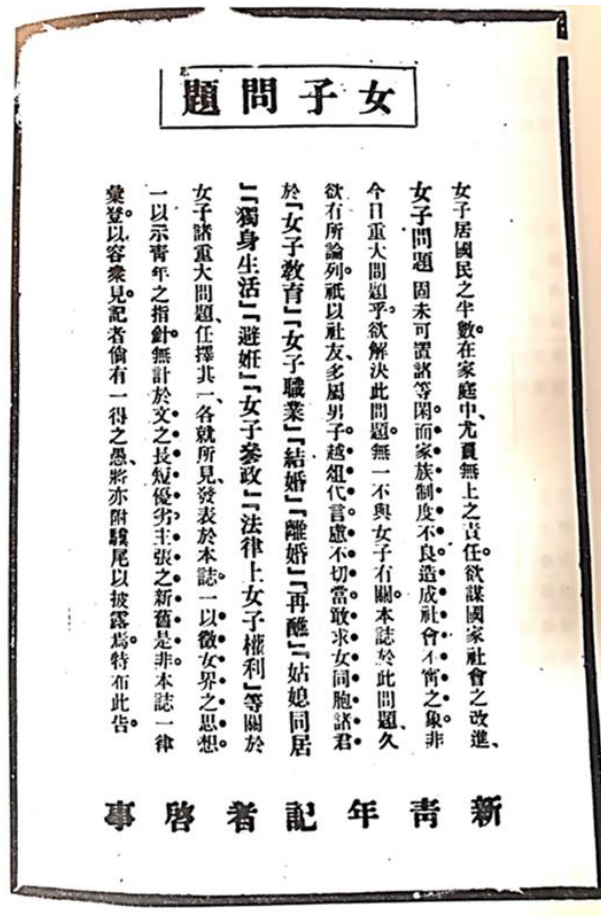 女子問題
女子居國民之半數。在家庭中、尤負無上之責任。欲謀國家社會之改進、
女子問題 固未可置諸等閑。而家族制度不良。造成社會不甯之象。非
今日重大問題乎。欲解決此問題。無一不與女子有關。本誌於此問題、久
欲有所論列。祇以社友、多屬男子。越俎代言。慮不切當。敢求女同胞諸君
於「女子敎育」「女子職業」「結婚」「離婚」「再醮」「姑媳同居
」「獨身生活」「避妊」「女子參政」「法律上女子權利」等關於
女子諸重大問題、任擇其一、各就所見、發表於本誌。一以徵女界之思想。
一以示靑年之指針。無計於文之長短優劣。主張之新舊是非。本誌一律
彙登。以容衆見。記者倘有一得之愚、將亦附驥尾以披露焉。特布此告。
新靑年記者啓事